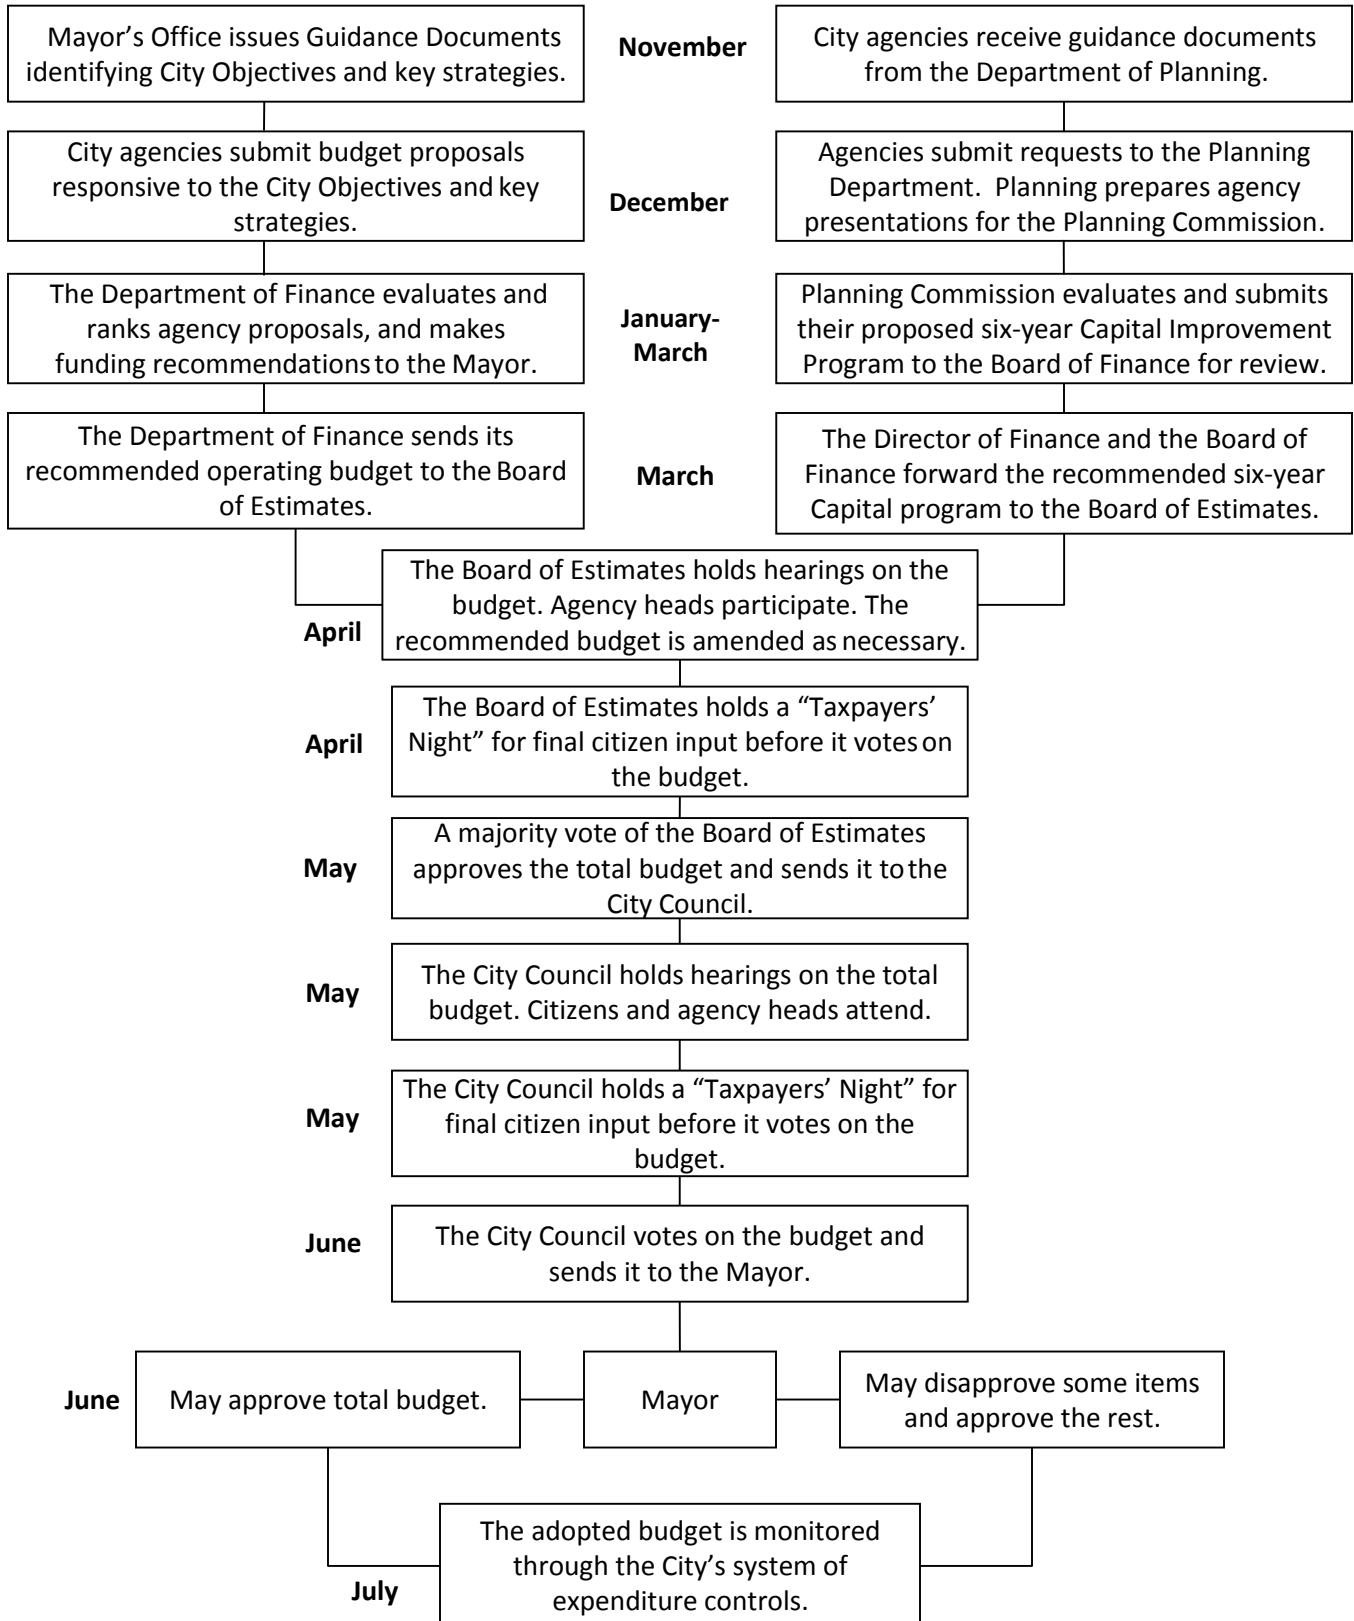 Mayor’s Office issues Guidance Documents
identifying City Objectives and key strategies.
November
City agencies receive guidance documents
from the Department of Planning.
City agencies submit budget proposals
responsive to the City Objectives and key
strategies.
December
Agencies submit requests to the Planning
Department.  Planning prepares agency
presentations for the Planning Commission.
The Department of Finance evaluates and
ranks agency proposals, and makes
funding recommendations to the Mayor.
January-
March
Planning Commission evaluates and submits
their proposed six-year Capital Improvement
Program to the Board of Finance for review.
The Department of Finance sends its
recommended operating budget to the Board
of Estimates.
March
The Director of Finance and the Board of
Finance forward the recommended six-year
Capital program to the Board of Estimates.
The Board of Estimates holds hearings on the
budget. Agency heads participate. The
recommended budget is amended as necessary.
April
The Board of Estimates holds a “Taxpayers’
Night” for final citizen input before it votes on
the budget.
April
A majority vote of the Board of Estimates
approves the total budget and sends it to the
City Council.
May
The City Council holds hearings on the total
budget. Citizens and agency heads attend.
May
The City Council holds a “Taxpayers’ Night” for
final citizen input before it votes on the
budget.
May
The City Council votes on the budget and
sends it to the Mayor.
June
June
May approve total budget.
Mayor
May disapprove some items
and approve the rest.
The adopted budget is monitored
through the City’s system of
expenditure controls.
July